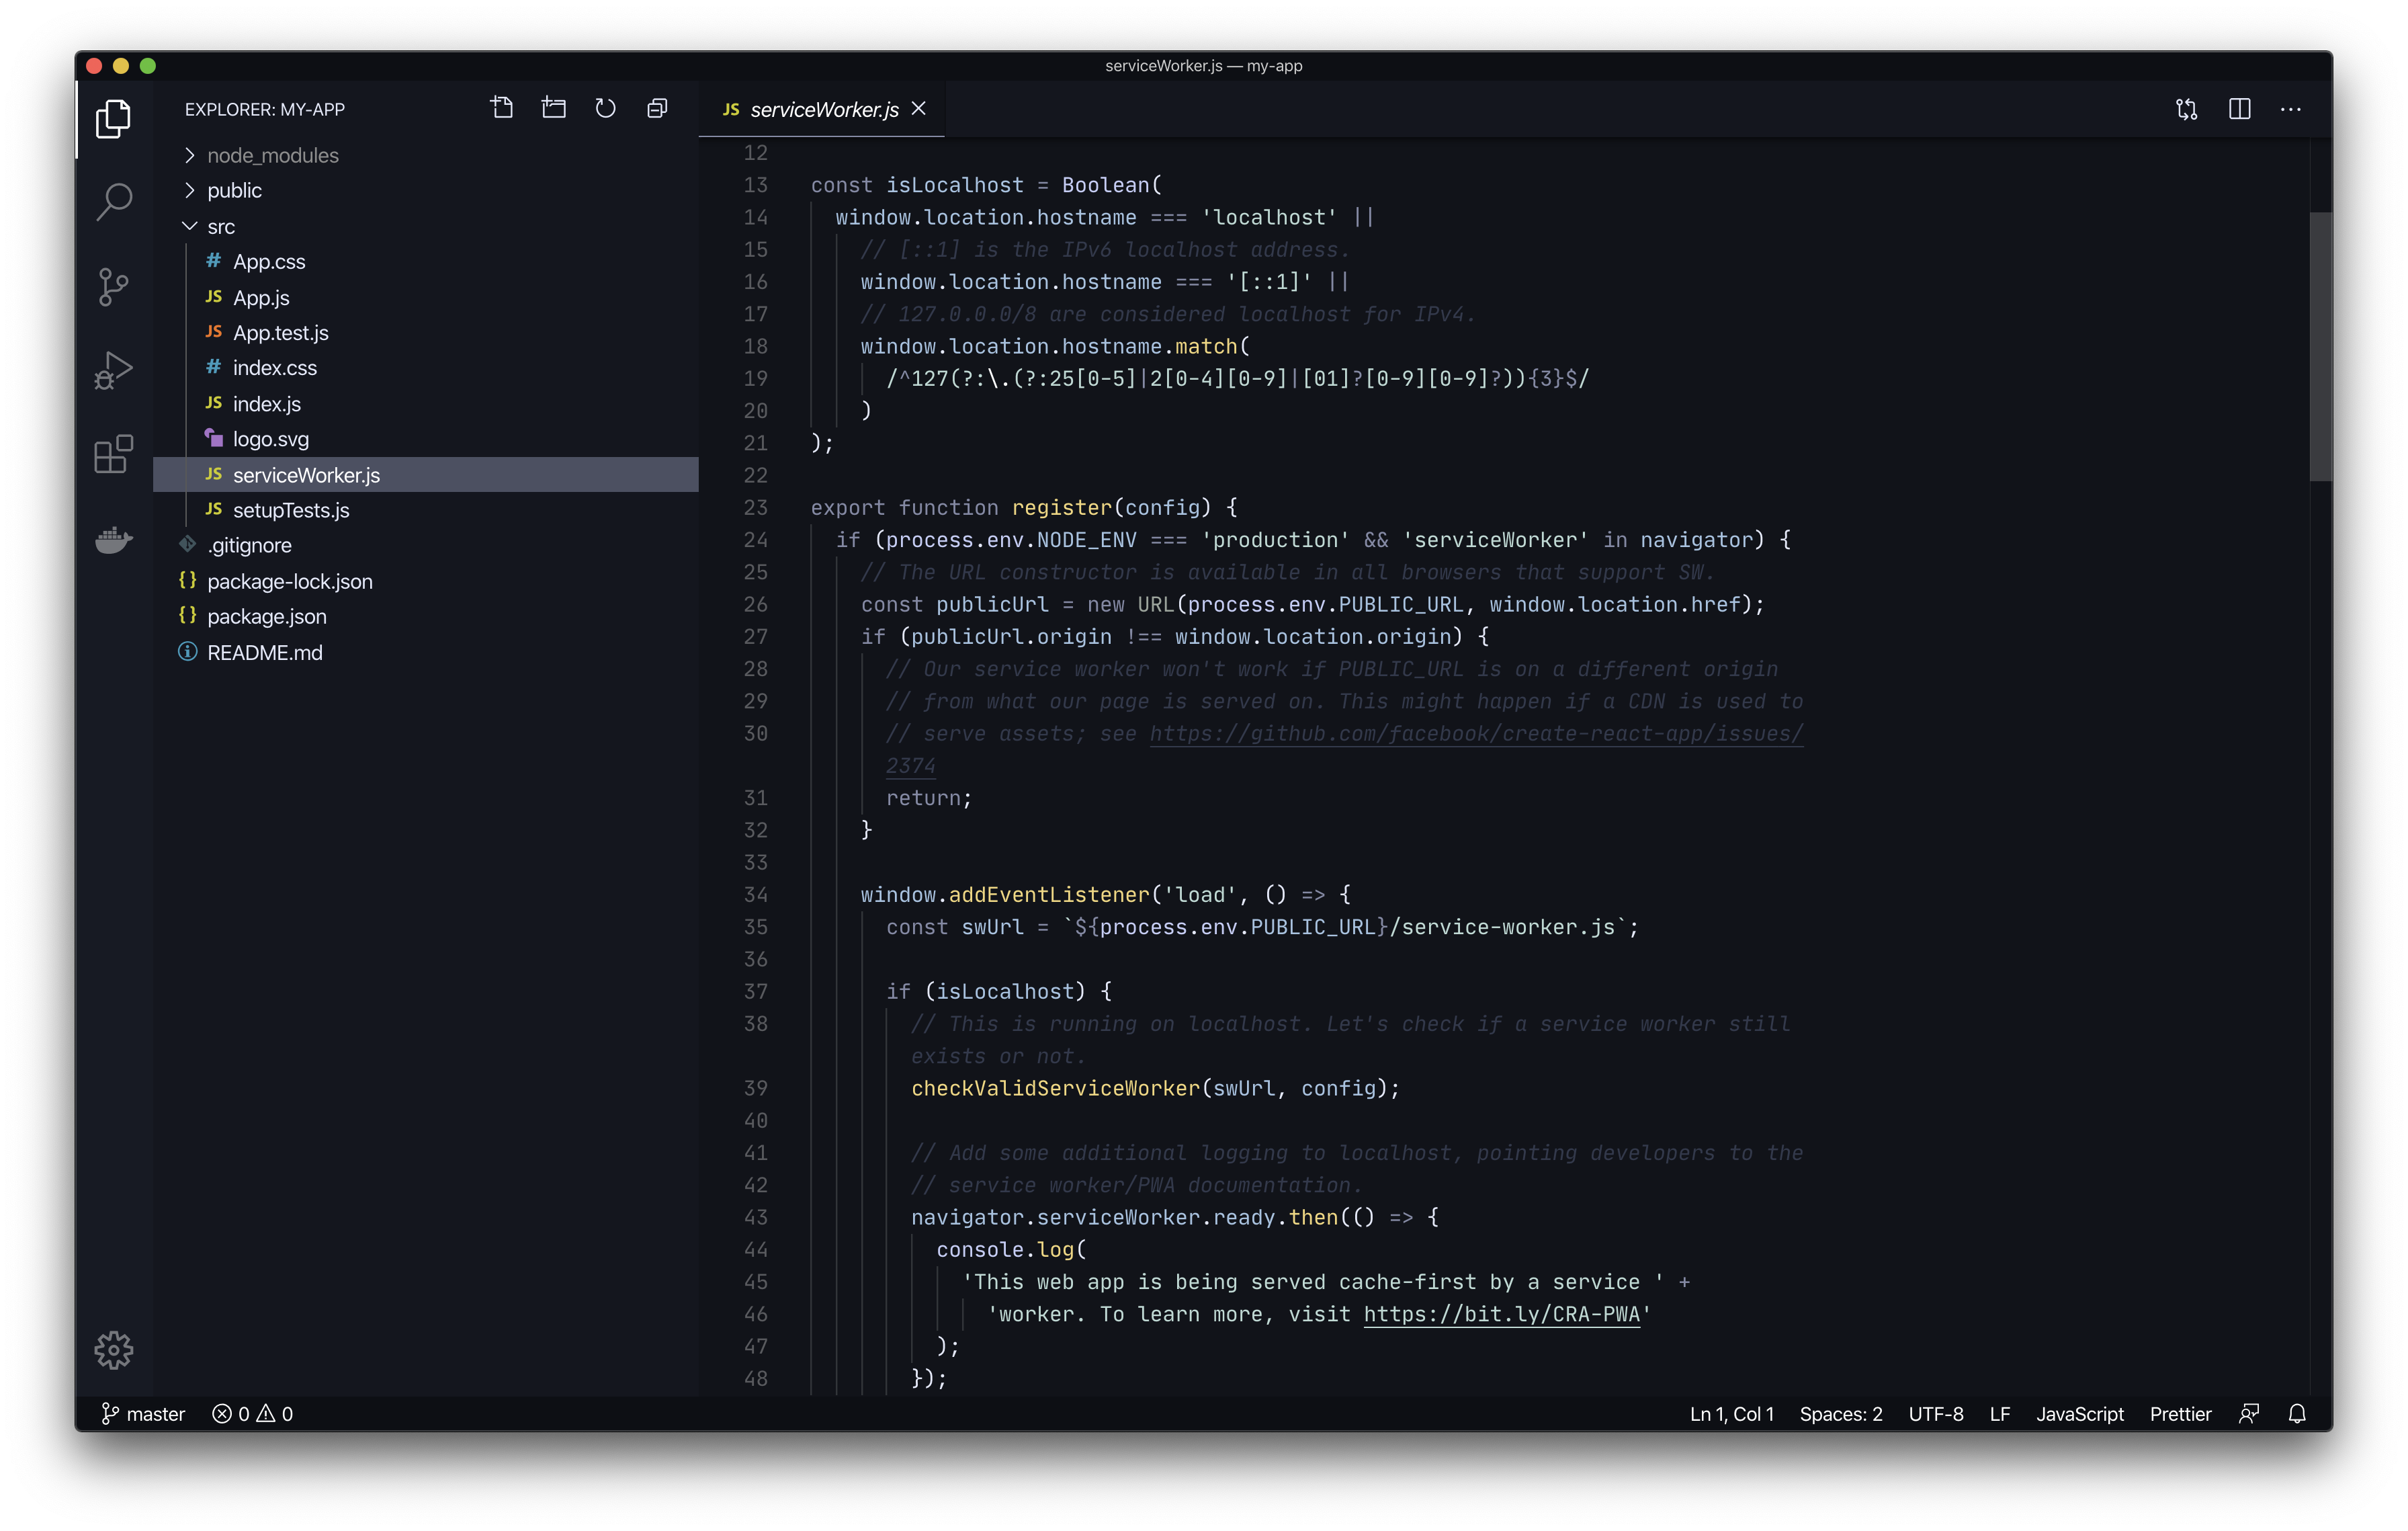 serviceWorker.js — my-app
EXPLORER: MY-APP
node_modules
public
src
# App.css
JS App.js
JS App.test.js
# index.css
JS index.js
logo.svg
JS serviceWorker.js
JS setupTests.js
.gitignore
{} package-lock.json
{} package.json
README.md
JS serviceWorker.js
12
13 const isLocalhost = Boolean(
14 window.location.hostname === 'localhost' ||
15 // [::1] is the IPv6 localhost address.
16 window.location.hostname === '[::1]' ||
17 // 127.0.0.0/8 are considered localhost for IPv4.
18 window.location.hostname.match(
19 /^127(?:\.(?:25[0-5]|2[0-4][0-9]|[01]?[0-9][0-9]?)){3}$/
20 )
21 );
22
23 export function register(config) {
24 if (process.env.NODE_ENV === 'production' && 'serviceWorker' in navigator) {
25 // The URL constructor is available in all browsers that support SW.
26 const publicUrl = new URL(process.env.PUBLIC_URL, window.location.href);
27 if (publicUrl.origin !== window.location.origin) {
28 // Our service worker won't work if PUBLIC_URL is on a different origin
29 // from what our page is served on. This might happen if a CDN is used to
30 // serve assets; see https://github.com/facebook/create-react-app/issues/
2374
31 return;
32 }
33
34 window.addEventListener('load', () => {
35 const swUrl = `${process.env.PUBLIC_URL}/service-worker.js`;
36
37 if (isLocalhost) {
38 // This is running on localhost. Let's check if a service worker still
exists or not.
39 checkValidServiceWorker(swUrl, config);
40
41 // Add some additional logging to localhost, pointing developers to the
42 // service worker/PWA documentation.
43 navigator.serviceWorker.ready.then(() => {
44 console.log(
45 'This web app is being served cache-first by a service ' +
46 'worker. To learn more, visit https://bit.ly/CRA-PWA'
47 );
48 });
master 0 0 Ln 1, Col 1 Spaces: 2 UTF-8 LF JavaScript Prettier